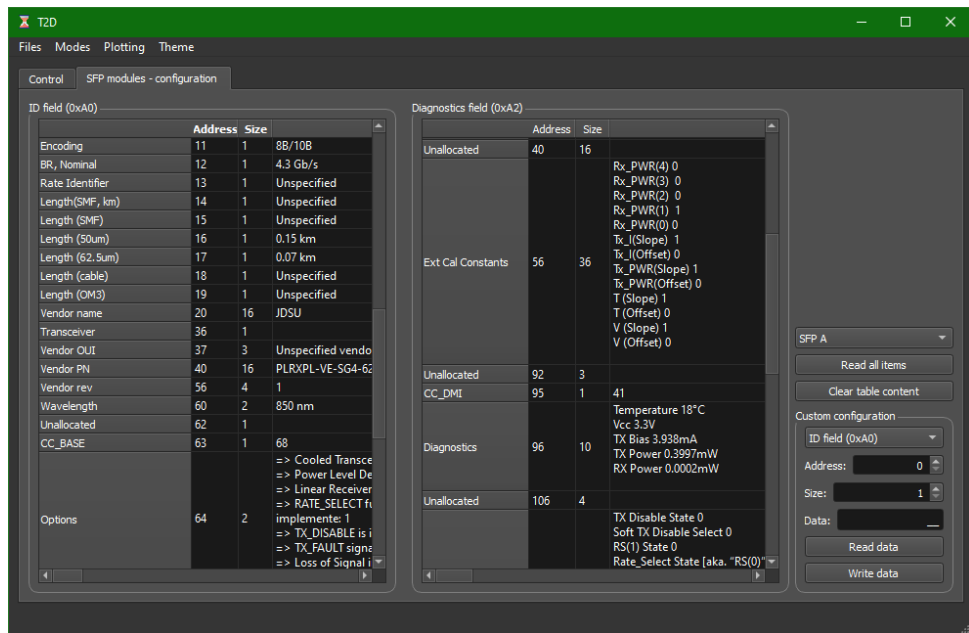 T2D
Files Modes Plotting Theme
Control SFP modules - configuration
ID field (0xA0)
Address Size
Encoding 11 1 8B/10B
BR, Nominal 12 1 4.3 Gb/s
Rate Identifier 13 1 Unspecified
Length(SMF, km) 14 1 Unspecified
Length (SMF) 15 1 Unspecified
Length (50um) 16 1 0.15 km
Length (62.5um) 17 1 0.07 km
Length (cable) 18 1 Unspecified
Length (OM3) 19 1 Unspecified
Vendor name 20 16 JDSU
Transceiver 36 1
Vendor OUI 37 3 Unspecified vendo
Vendor PN 40 16 PLRXPL-VE-SG4-62
Vendor rev 56 4 1
Wavelength 60 2 850 nm
Unallocated 62 1
CC_BASE 63 1 68
Options 64 2
=> Cooled Transce
=> Power Level De
=> Linear Receiver
=> RATE_SELECT fu
implemente: 1
=> TX_DISABLE is i
=> TX_FAULT signa
=> Loss of Signal i
Diagnostics field (0xA2)
Address Size
Unallocated 40 16
Ext Cal Constants 56 36
Rx_PWR(4) 0
Rx_PWR(3) 0
Rx_PWR(2) 0
Rx_PWR(1) 1
Rx_PWR(0) 0
Tx_I(Slope) 1
Tx_I(Offset) 0
Tx_PWR(Slope) 1
Tx_PWR(Offset) 0
T (Slope) 1
T (Offset) 0
V (Slope) 1
V (Offset) 0
Unallocated 92 3
CC_DMI 95 1 41
Diagnostics 96 10
Temperature 18°C
Vcc 3.3V
TX Bias 3.938mA
TX Power 0.3997mW
RX Power 0.0002mW
Unallocated 106 4
TX Disable State 0
Soft TX Disable Select 0
RS(1) State 0
Rate_Select State [aka. "RS(0)"
SFP A
Read all items
Clear table content
Custom configuration
ID field (0xA0)
Address: 0
Size: 1
Data: __
Read data
Write data